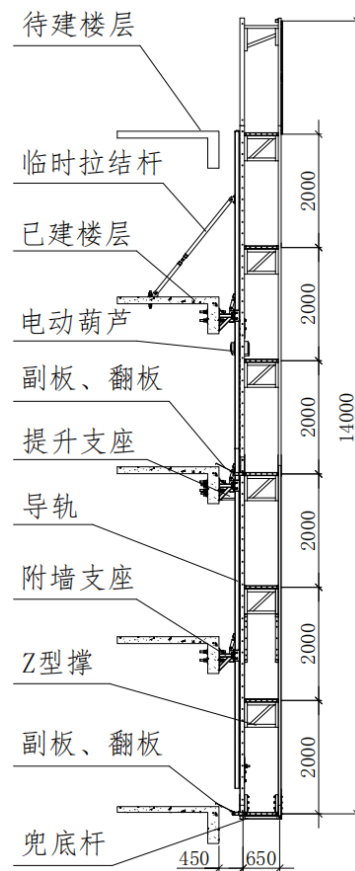 待建楼层
临时拉结杆
已建楼层
电动葫芦
副板、翻板
提升支座
导轨
附墙支座
Z型撑
副板、翻板
兜底杆
2000
2000
2000
2000
2000
2000
14000
450
650